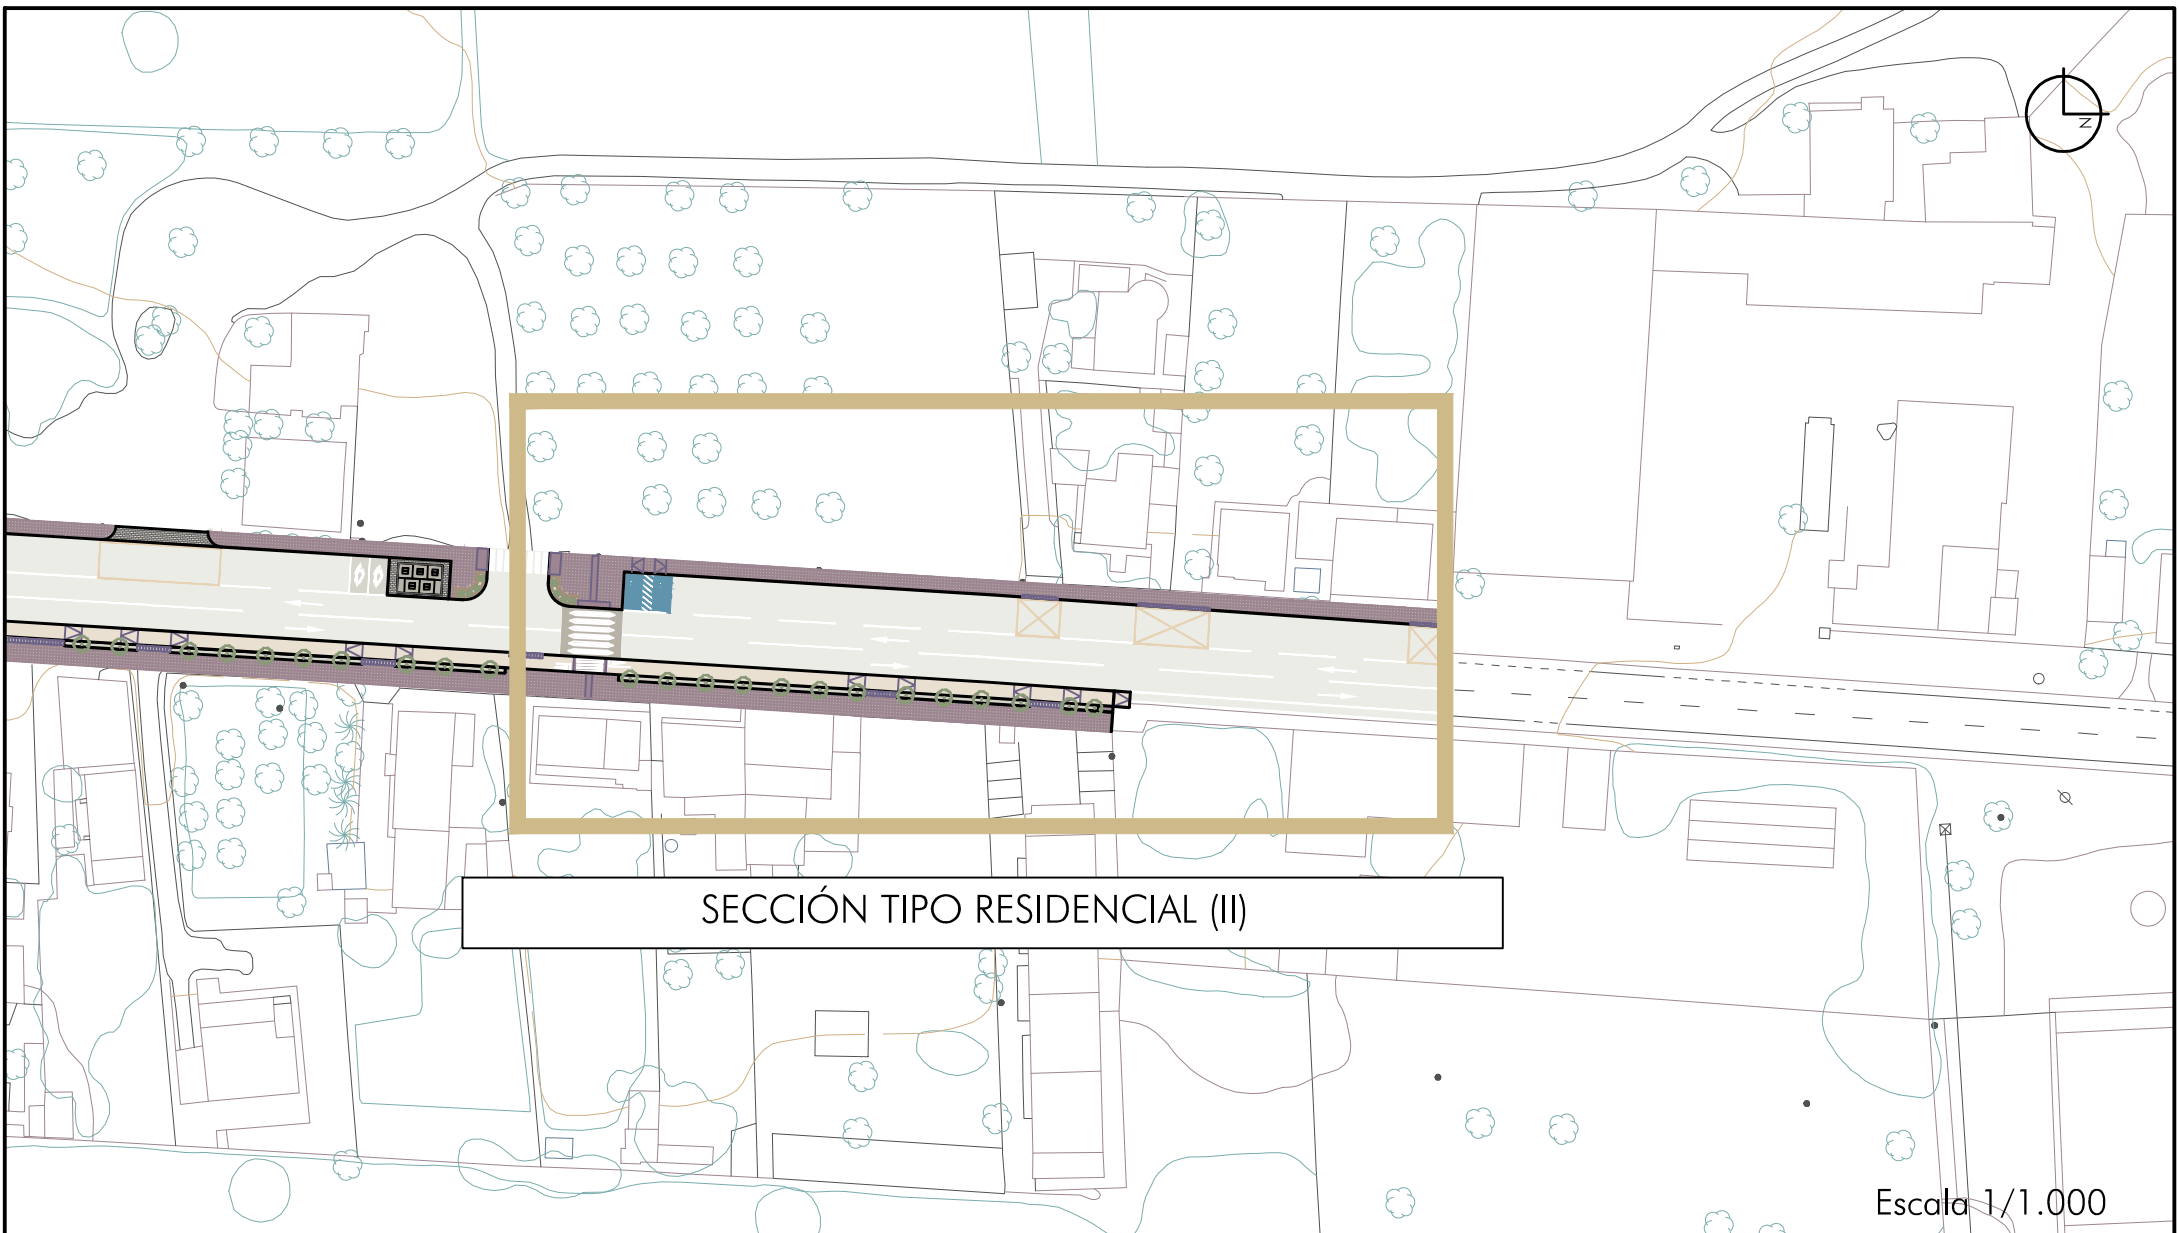 N
SECCIÓN TIPO RESIDENCIAL (II)
Escala 1/1.000